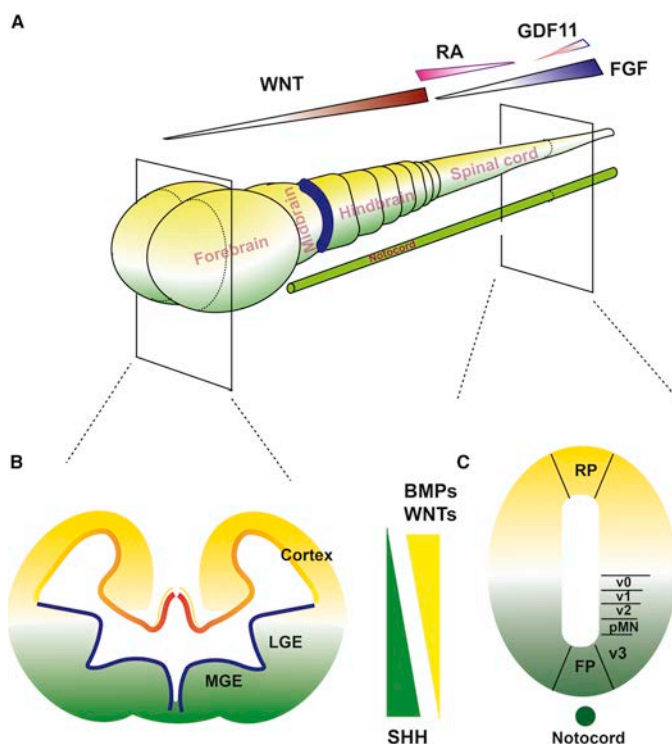 A
GDF11
RA
WNT
FGF
Spinal cord
Hindbrain
Midbrain
Forebrain
Notocord
B
C
BMPs
WNTs
RP
Cortex
v0
v1
v2
LGE
pMN
v3
MGE
FP
SHH
Notocord